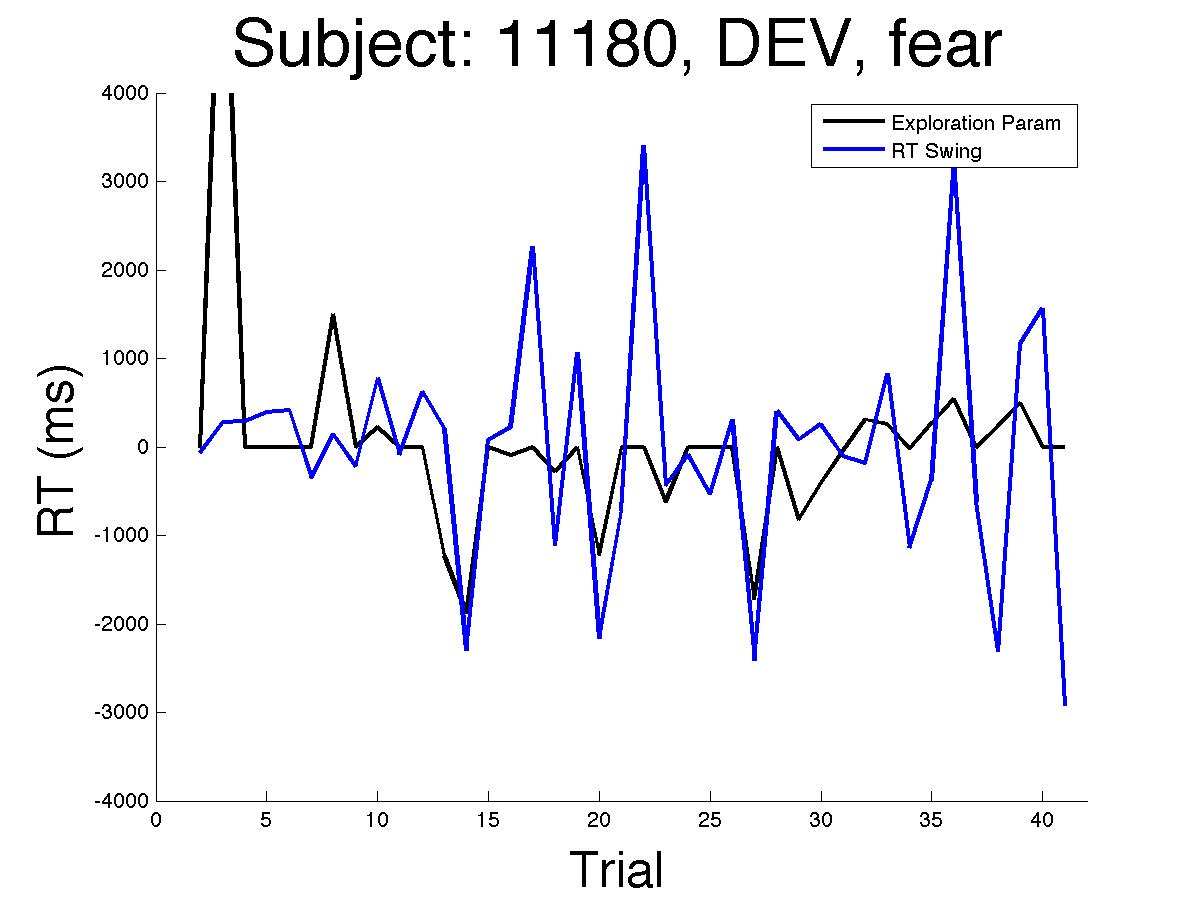 Subject: 11180, DEV, fear
Exploration Param
RT Swing
4000
3000
2000
1000
0
-1000
-2000
-3000
-4000
RT (ms)
0 5 10 15 20 25 30 35 40
Trial